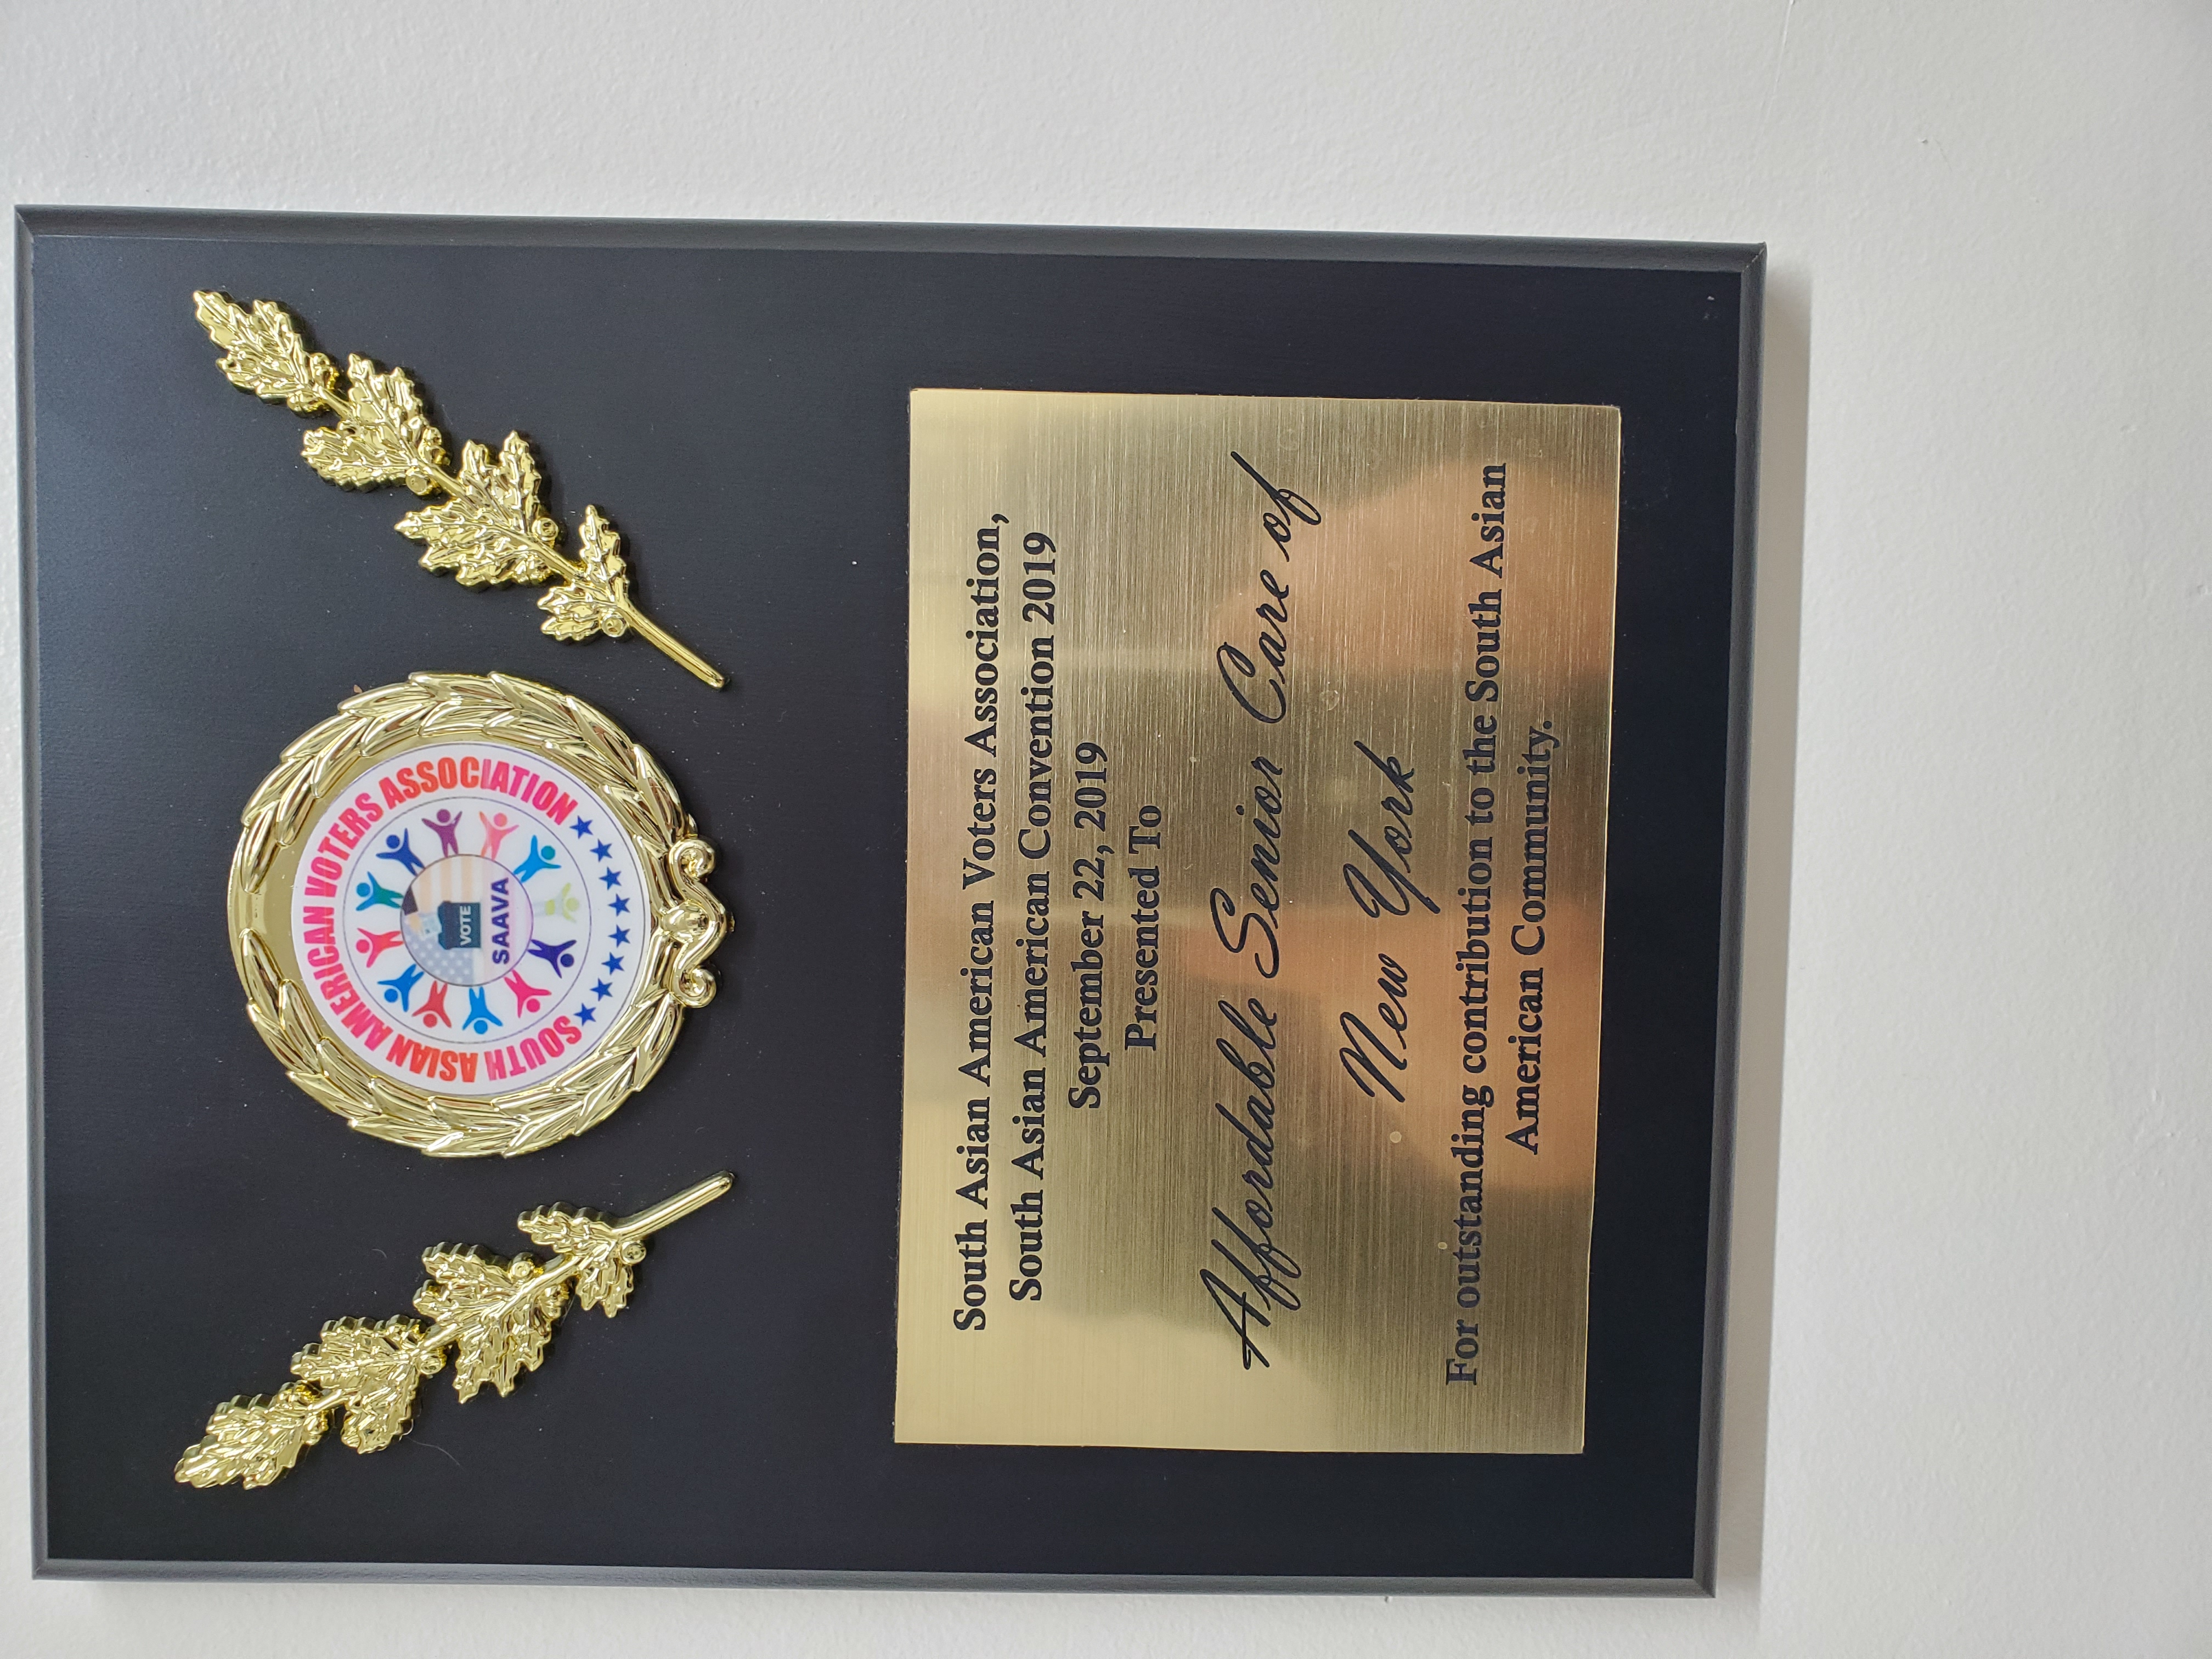 SOUTH ASIAN AMERICAN VOTERS ASSOCIATION
VOTE
SAAVA
South Asian American Voters Association,
South Asian American Convention 2019
September 22, 2019
Presented To
Affordable Senior Care of
New York
For outstanding contribution to the South Asian
American Community.